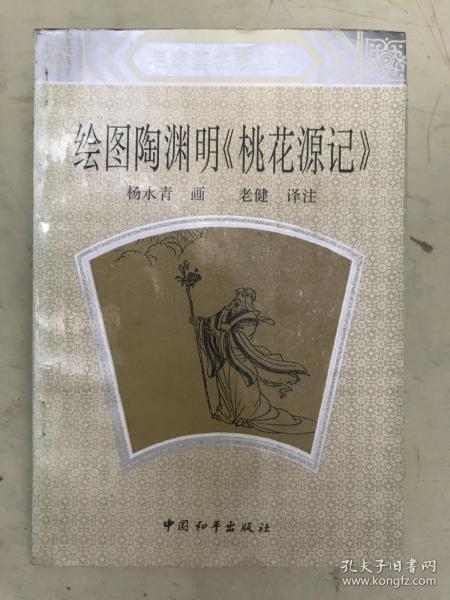 绘图陶渊明《桃花源记》
杨永青 画 老健 译注
中国和平出版社
孔夫子旧书网
www.kongfz.com